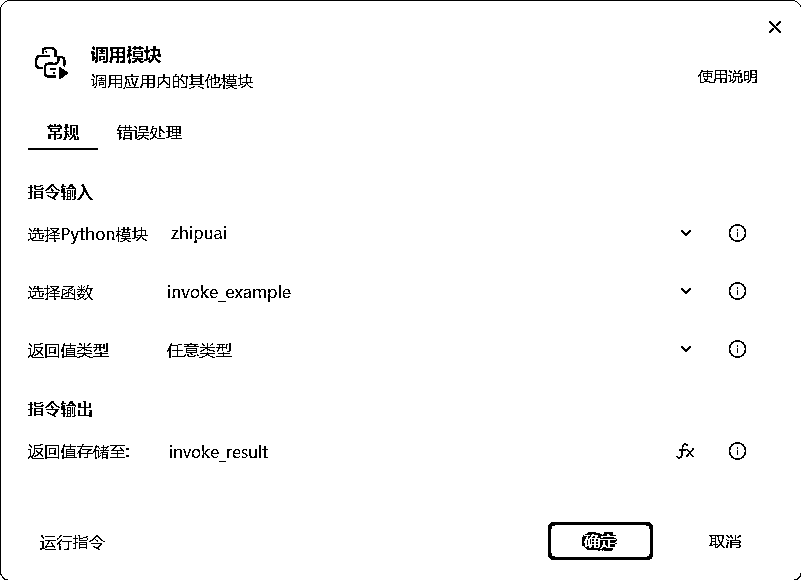 调用模块
调用应用内的其他模块
使用说明
常规 错误处理
指令输入
选择Python模块 zhipuai
选择函数 invoke_example
返回值类型 任意类型
指令输出
返回值存储至: invoke_result fx
运行指令 确定 取消